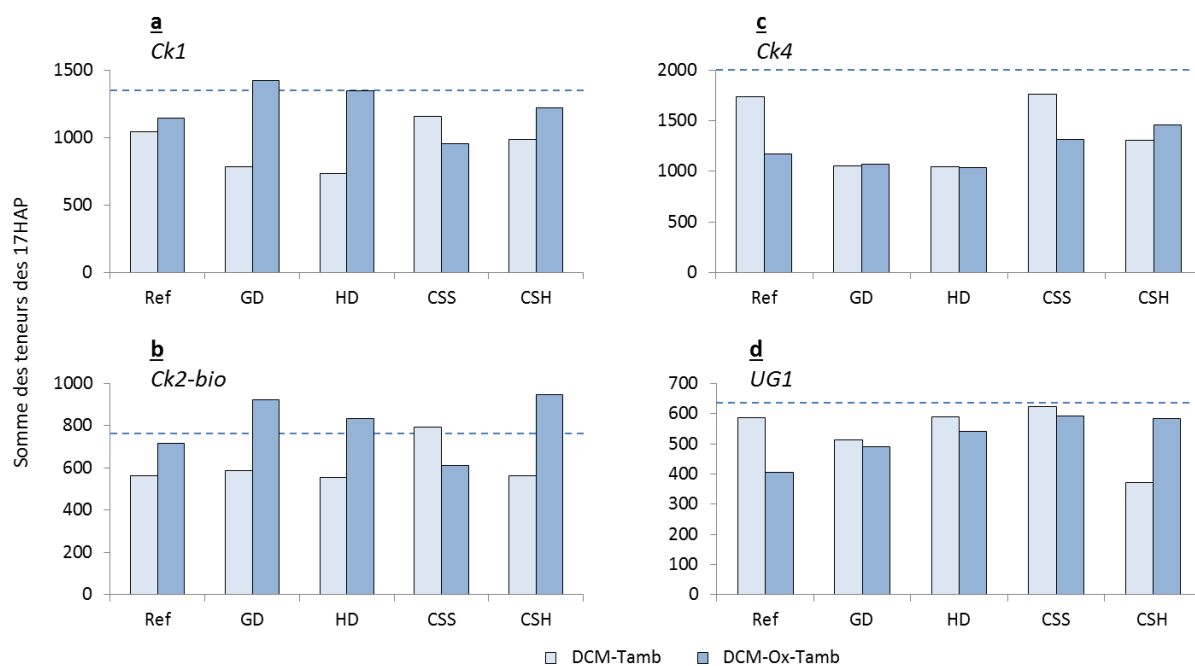 Somme des teneurs des 17HAP
a
Ck1
1500
1000
500
0
Ref GD HD CSS CSH
c
Ck4
2000
1500
1000
500
0
Ref GD HD CSS CSH
b
Ck2-bio
1000
800
600
400
200
0
Ref GD HD CSS CSH
d
UG1
700
600
500
400
300
200
100
0
Ref GD HD CSS CSH
DCM-Tamb DCM-Ox-Tamb